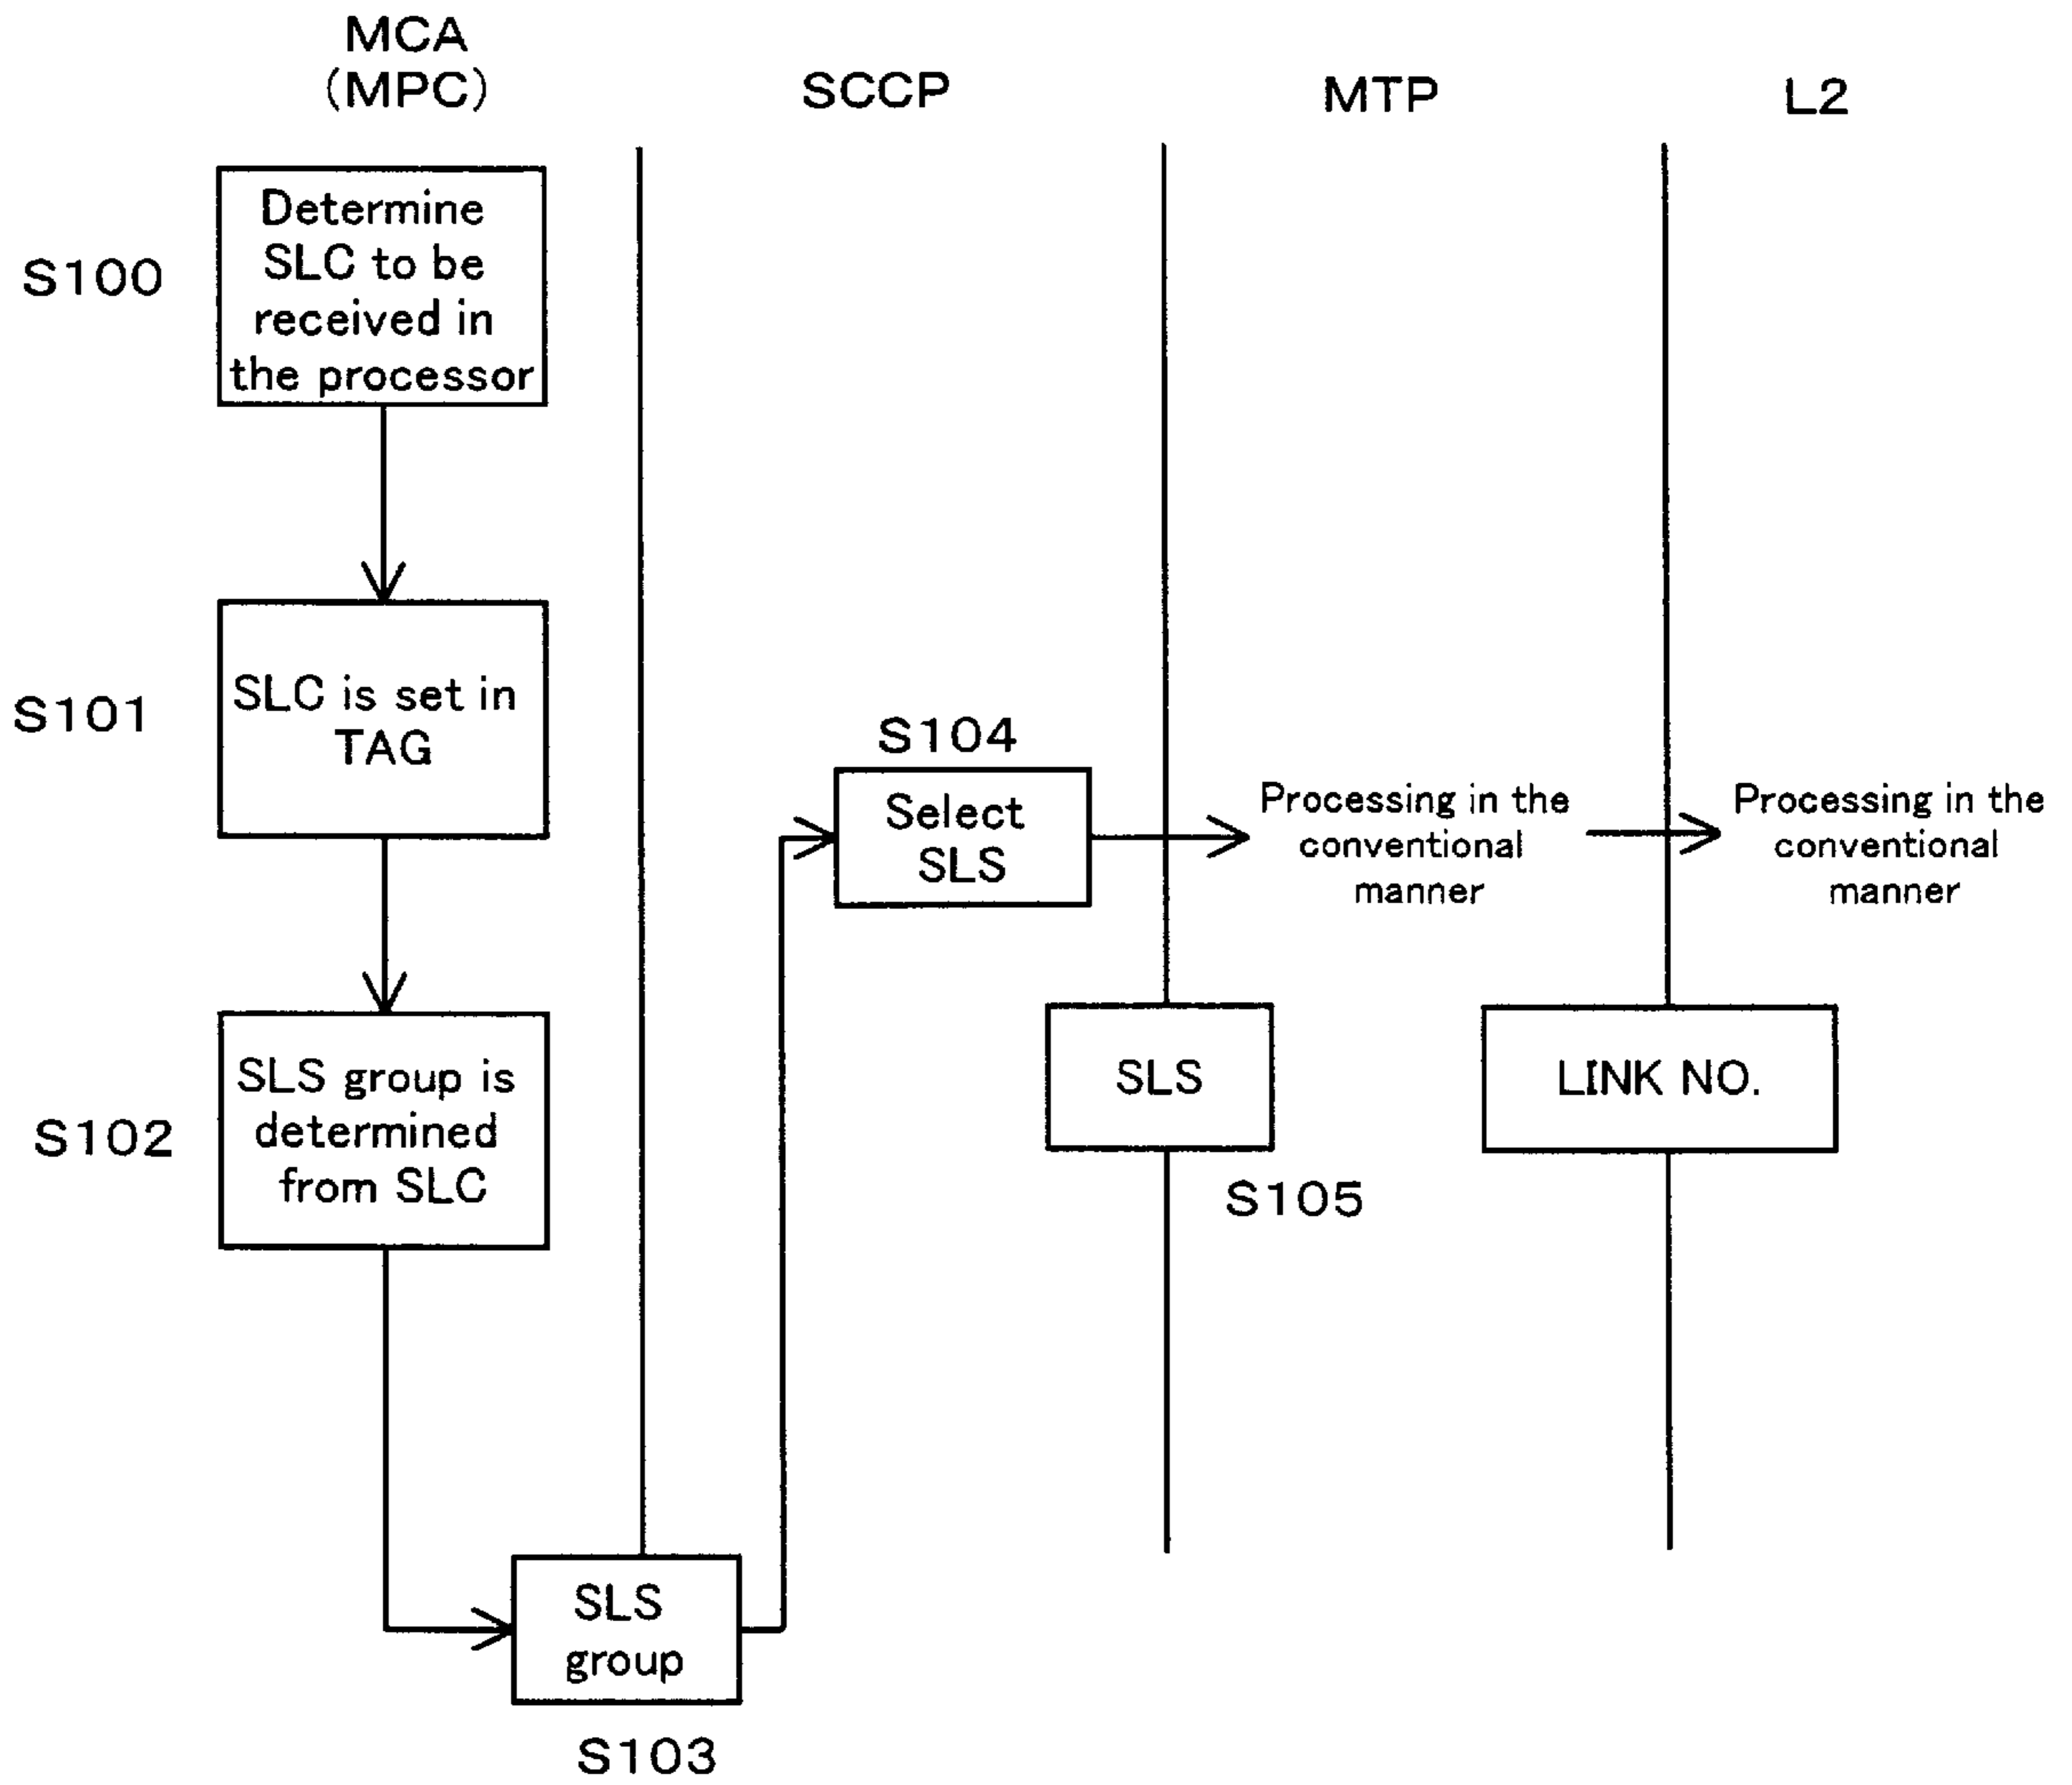 MCA
(MPC)
SCCP
MTP
L2
S100
Determine
SLC to be
received in
the processor
S101
SLC is set in
TAG
S104
Select
SLS
Processing in the
conventional
manner
Processing in the
conventional
manner
S102
SLS group is
determined
from SLC
SLS
S105
LINK NO.
SLS
group
S103